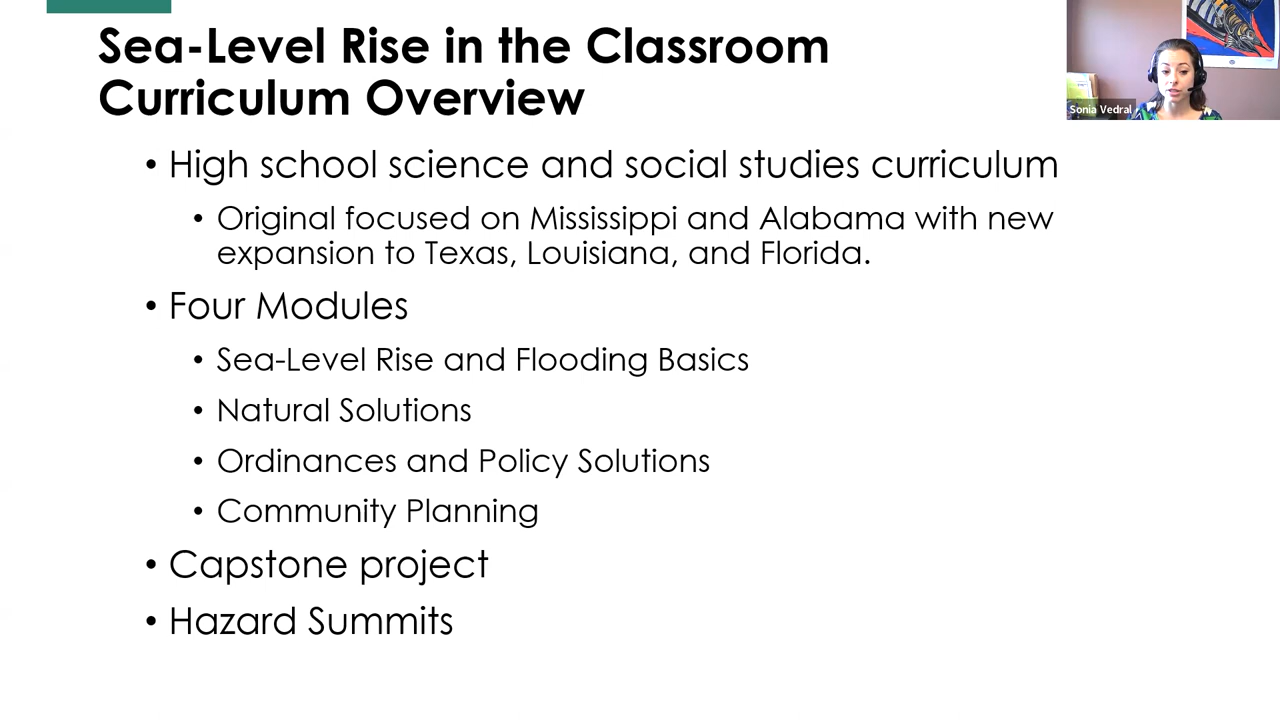 Sea-Level Rise in the Classroom
Curriculum Overview
Sonia Vedral
• High school science and social studies curriculum
• Original focused on Mississippi and Alabama with new
expansion to Texas, Louisiana, and Florida.
• Four Modules
• Sea-Level Rise and Flooding Basics
• Natural Solutions
• Ordinances and Policy Solutions
• Community Planning
• Capstone project
• Hazard Summits